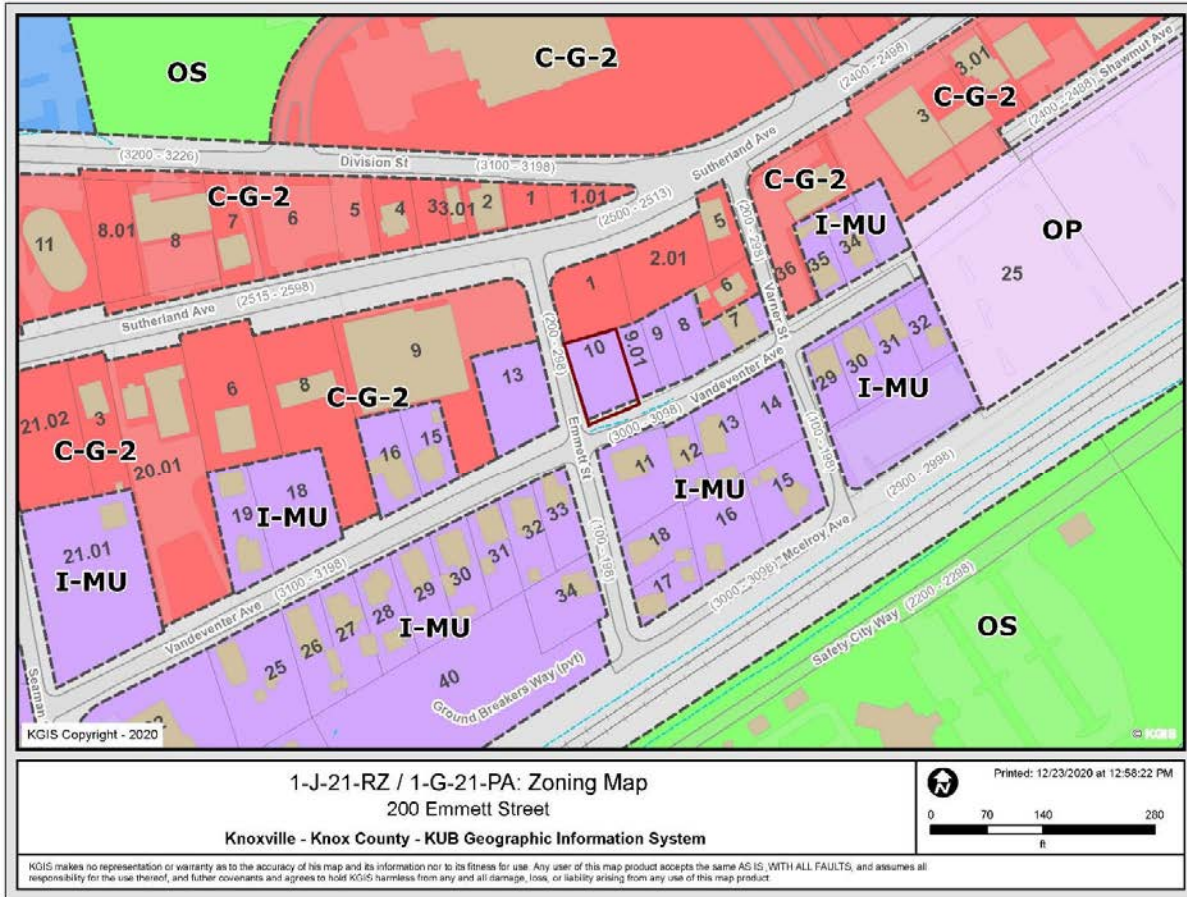 OS
C-G-2
(2400 - 2498)
3.01
C-G-2
3
(2400 - 2488) Shawmut Ave
(3200 - 3226)
Division St
(3100 - 3198)
Sutherland Ave
C-G-2
11
8.01
8
7
6
5
4
3
3.01
2
1
1.01
(2500 - 2513)
C-G-2
(200 - 298)
Varner St
5
I-MU
34
35
36
OP
25
Sutherland Ave
(2515 - 2598)
1
2.01
6
7
8
9
9.01
10
(200 - 298)
Emmett St
(3000 - 3098) Vandeventer Ave
29
30
31
32
I-MU
21.02
3
C-G-2
20.01
6
8
9
C-G-2
13
16
15
14
13
12
11
I-MU
15
16
18
17
(100 - 198)
(2900 - 2998)
(3000 - 3098) Mcelroy Ave
21.01
I-MU
19
18
I-MU
(100 - 198)
33
32
31
30
29
28
27
26
25
34
I-MU
40
Vandeventer Ave
(3100 - 3198)
Seaman
Ground Breakers Way (pvt)
Safety City Way (2200 - 2298)
OS
KGIS Copyright - 2020
© KGIS
1-J-21-RZ / 1-G-21-PA: Zoning Map
200 Emmett Street
Knoxville - Knox County - KUB Geographic Information System
N
Printed: 12/23/2020 at 12:58:22 PM
0 70 140 280
ft
KGIS makes no representation or warranty as to the accuracy of his map and its information nor to its fitness for use. Any user of this map product accepts the same AS IS, WITH ALL FAULTS, and assumes all
responsibility for the use thereof, and futher covenants and agrees to hold KGIS harmless from any and all damage, loss, or liability arising from any use of this map product.